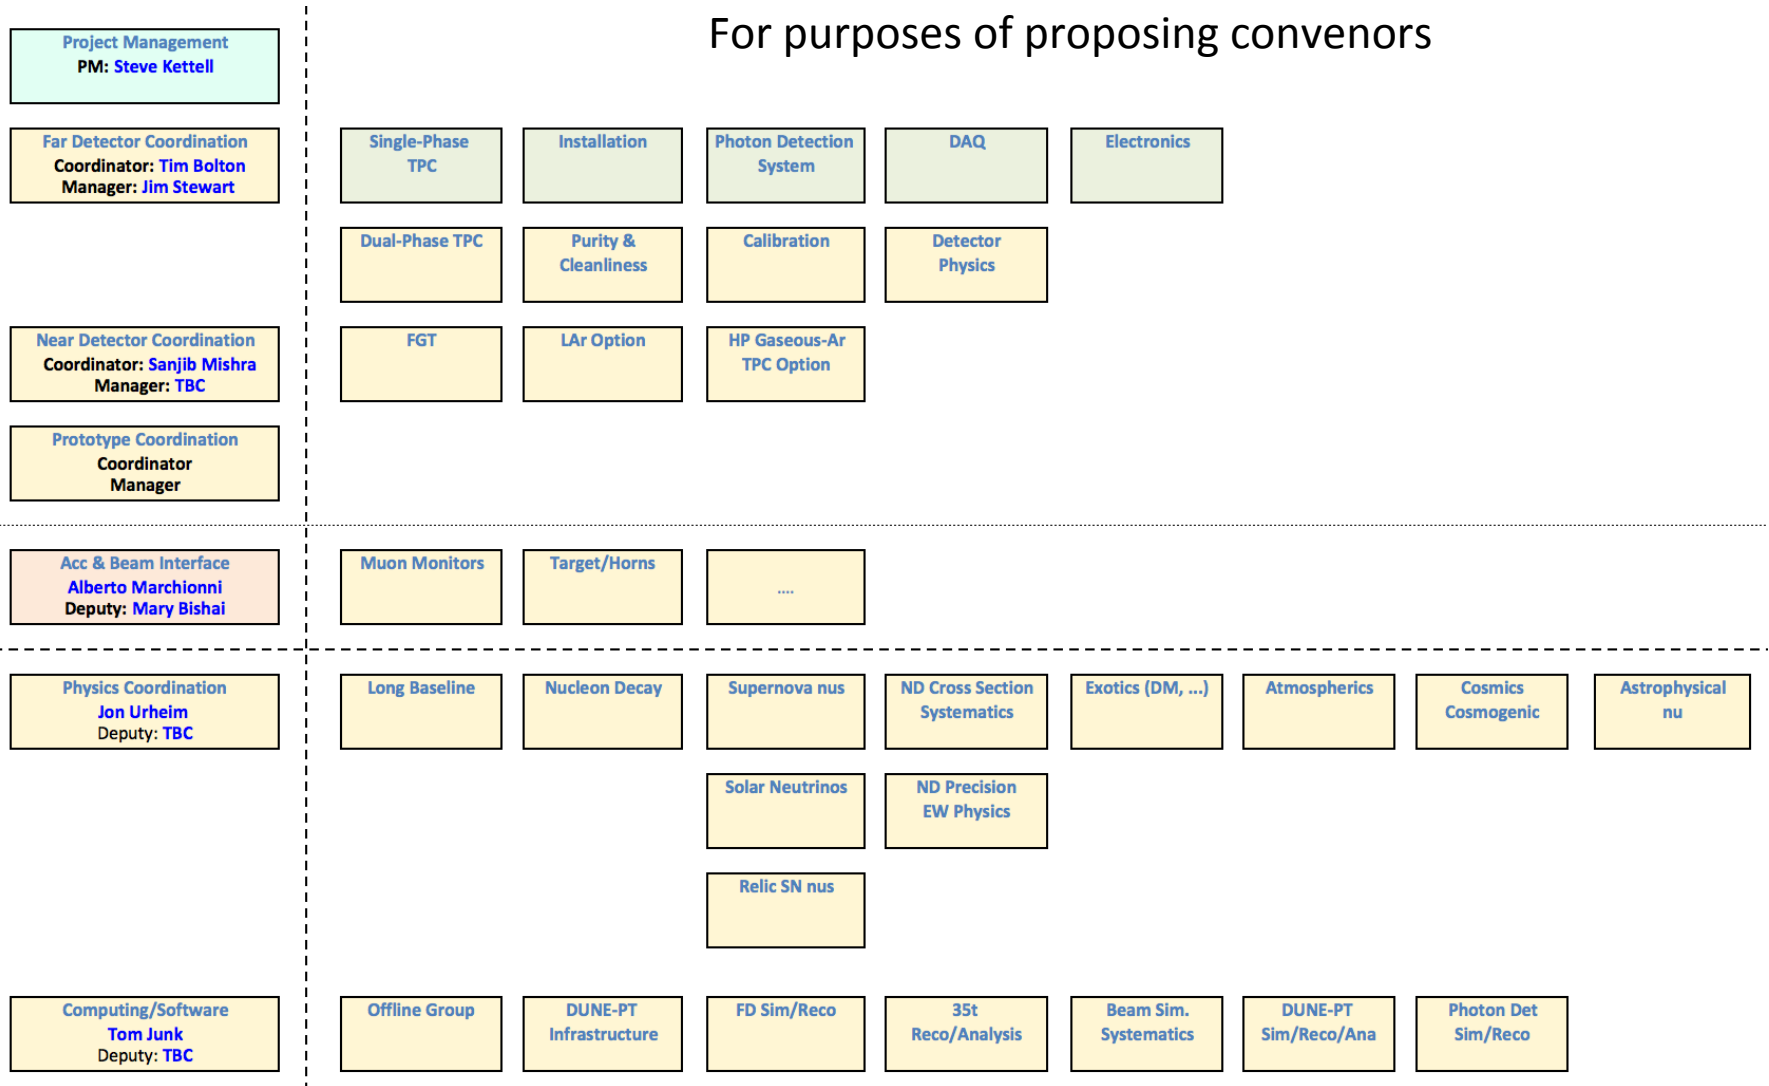 For purposes of proposing convenors
Project Management
PM: Steve Kettell
Far Detector Coordination
Coordinator: Tim Bolton
Manager: Jim Stewart
Single-Phase
TPC
Installation
Photon Detection
System
DAQ
Electronics
Dual-Phase TPC
Purity &
Cleanliness
Calibration
Detector
Physics
Near Detector Coordination
Coordinator: Sanjib Mishra
Manager: TBC
FGT
LAr Option
HP Gaseous-Ar
TPC Option
Prototype Coordination
Coordinator
Manager
Acc & Beam Interface
Alberto Marchionni
Deputy: Mary Bishai
Muon Monitors
Target/Horns
....
Physics Coordination
Jon Urheim
Deputy: TBC
Long Baseline
Nucleon Decay
Supernova nus
ND Cross Section
Systematics
Exotics (DM, ...)
Atmospherics
Cosmics
Cosmogenic
Astrophysical
nu
Solar Neutrinos
ND Precision
EW Physics
Relic SN nus
Computing/Software
Tom Junk
Deputy: TBC
Offline Group
DUNE-PT
Infrastructure
FD Sim/Reco
35t
Reco/Analysis
Beam Sim.
Systematics
DUNE-PT
Sim/Reco/Ana
Photon Det
Sim/Reco